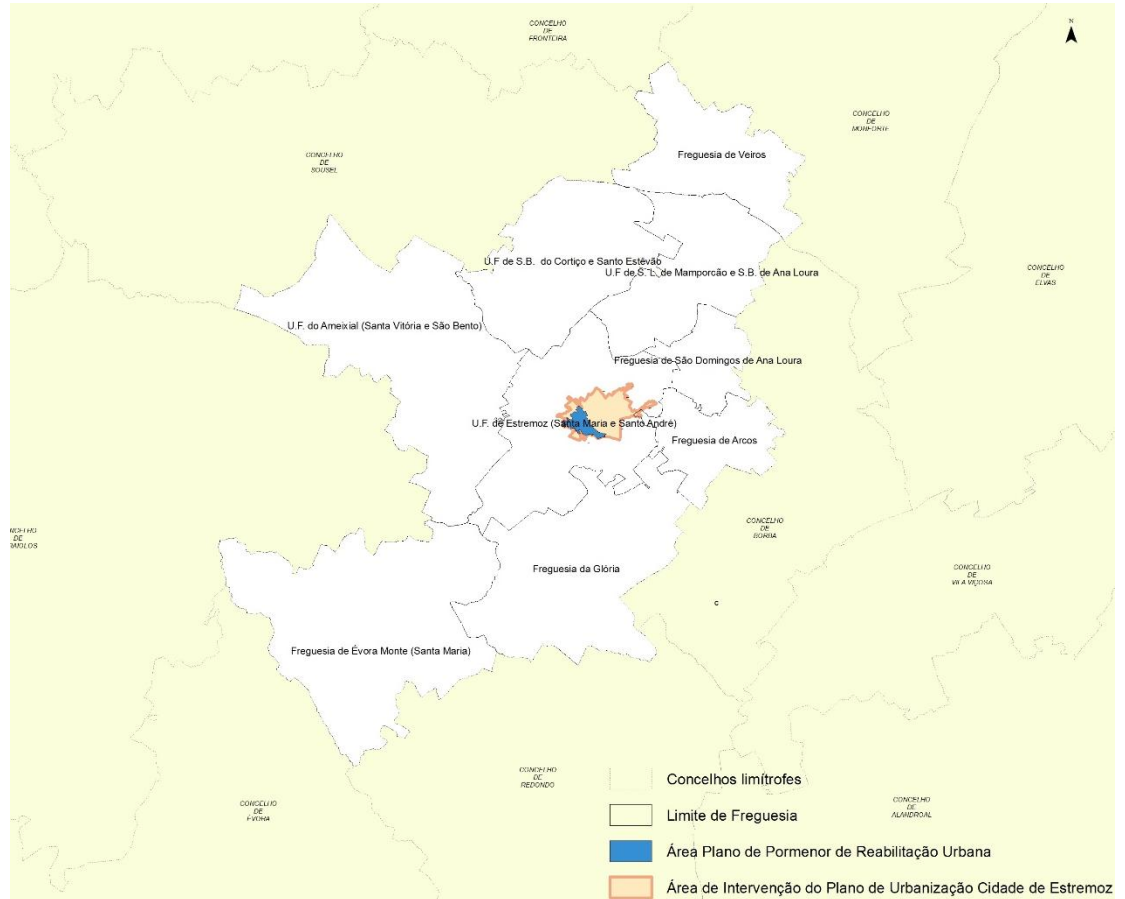 CONCELHO
DE
FRONTEIRA
N
CONCELHO
DE
MONFORTE
CONCELHO
DE
SOUSEL
Freguesia de Veiros
U.F de S.B. do Cortiço e Santo Estêvão
U.F de S. L. de Mamporcão e S.B. de Ana Loura
CONCELHO
DE
ELVAS
U.F. do Ameixial (Santa Vitória e São Bento)
Freguesia de São Domingos de Ana Loura
U.F. de Estremoz (Santa Maria e Santo André)
Freguesia de Arcos
CONCELHO
DE
BORBA
NCELHO
DE
RAIOLOS
Freguesia da Glória
CONCELHO
DE
VILA VIÇOSA
C
Freguesia de Évora Monte (Santa Maria)
CONCELHO
DE
REDONDO
CONCELHO
DE
ÉVORA
CONCELHO
DE
ALANDROAL
Concelhos limítrofes
Limite de Freguesia
Área Plano de Pormenor de Reabilitação Urbana
Área de Intervenção do Plano de Urbanização Cidade de Estremoz